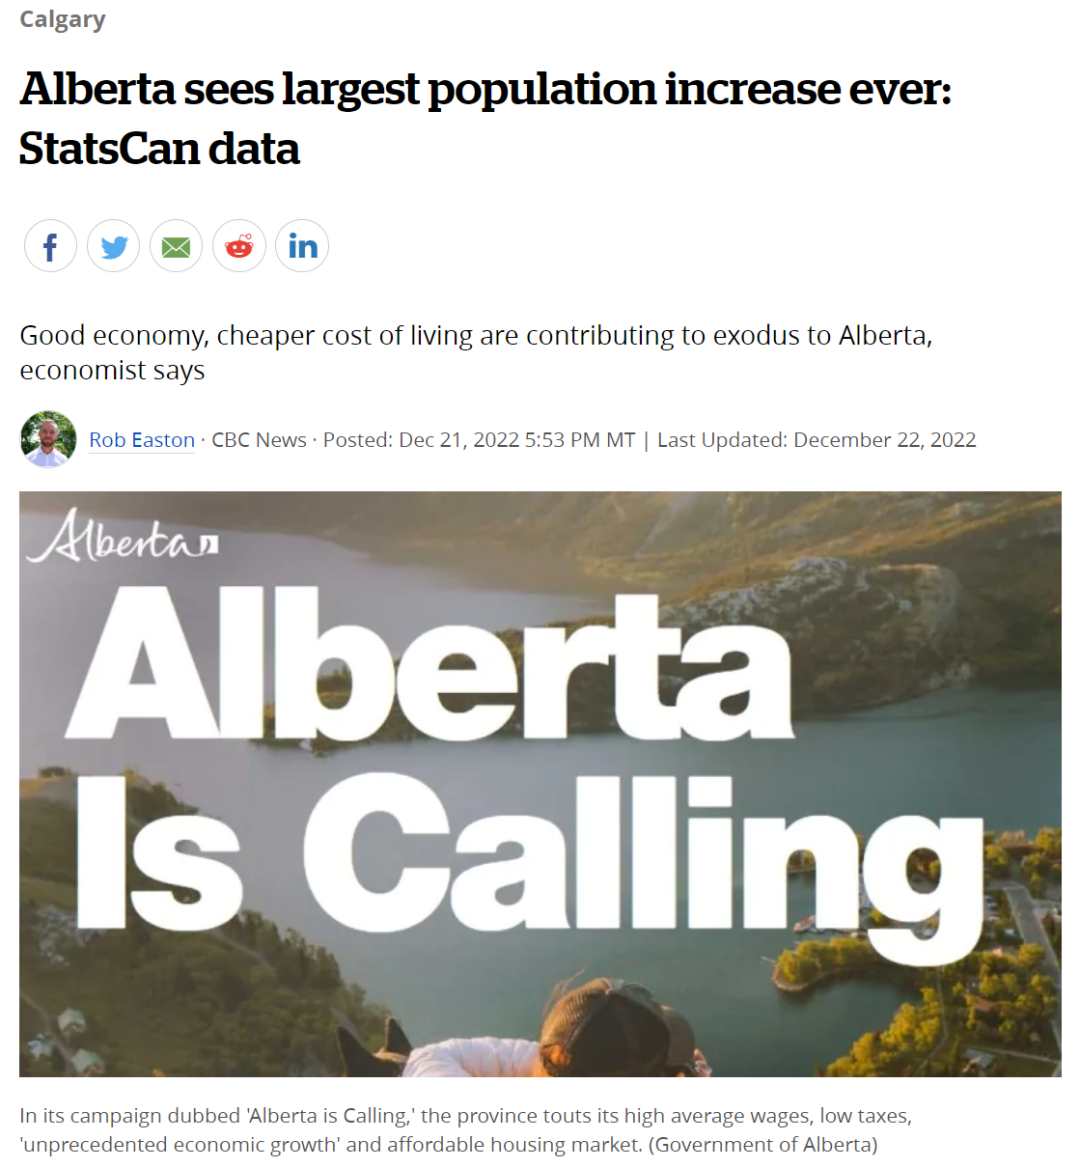 Calgary
Alberta sees largest population increase ever:
StatsCan data
f
in
Good economy, cheaper cost of living are contributing to exodus to Alberta,
economist says
Rob Easton · CBC News · Posted: Dec 21, 2022 5:53 PM MT | Last Updated: December 22, 2022
Alberta
Alberta
Is Calling
In its campaign dubbed 'Alberta is Calling,' the province touts its high average wages, low taxes,
'unprecedented economic growth' and affordable housing market. (Government of Alberta)